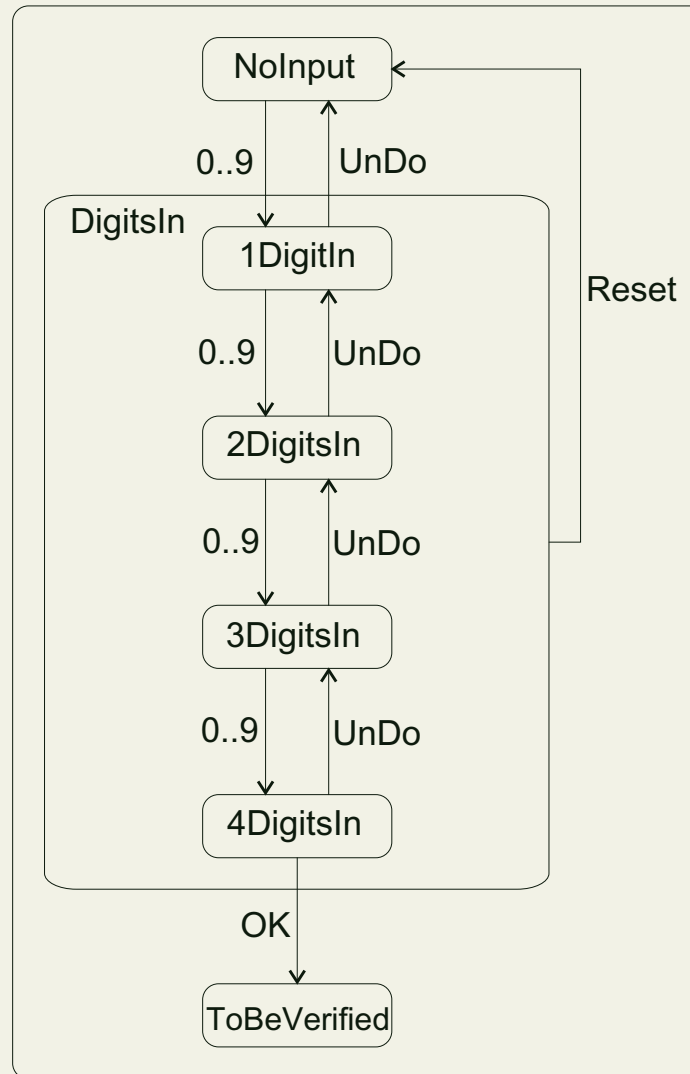 NoInput
0..9
UnDo
DigitsIn
1DigitIn
Reset
0..9
UnDo
2DigitsIn
0..9
UnDo
3DigitsIn
0..9
UnDo
4DigitsIn
OK
ToBeVerified